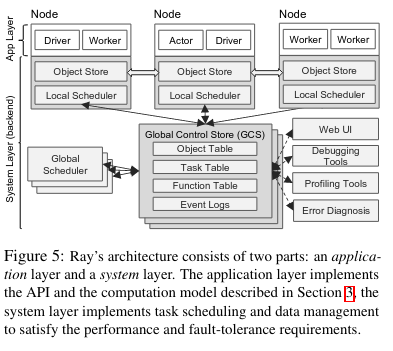 Node
Node
Node
App Layer
Driver
Worker
Actor
Driver
Worker
Worker
System Layer (backend)
Object Store
Object Store
Object Store
Local Scheduler
Local Scheduler
Local Scheduler
Global Control Store (GCS)
Object Table
Task Table
Function Table
Event Logs
Global
Scheduler
Web UI
Debugging
Tools
Profiling Tools
Error Diagnosis
Figure 5: Ray's architecture consists of two parts: an applica-
tion layer and a system layer. The application layer implements
the API and the computation model described in Section 3, the
system layer implements task scheduling and data management
to satisfy the performance and fault-tolerance requirements.